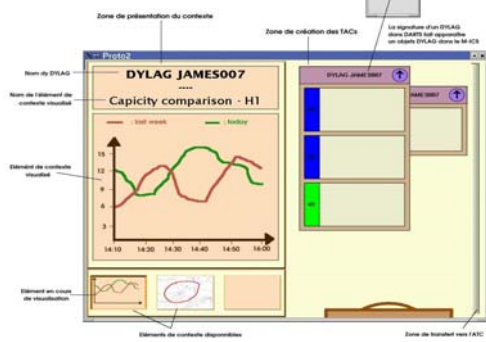 Zone de présentation du contexte
Zone de création des TACs
La signature d'un DYLAG
dans DARTS fait apparaître
un objets DYLAG dans le M-ICS
Proto2
Nom dy DYLAG
DYLAG JAMES007
----
Nom de l'élément de
contexte visualisé
Capicity comparison - H1
DYLAG JAMES007
JAMES007
: last week
: today
Elément de contexte
visualisé
15
12
9
6
3
14:10
14:20
14:30
14:40
14:50
16:00
Elément en cours
de visualisation
Eléments de contexte disponibles
Zone de transfert vers l'ATC